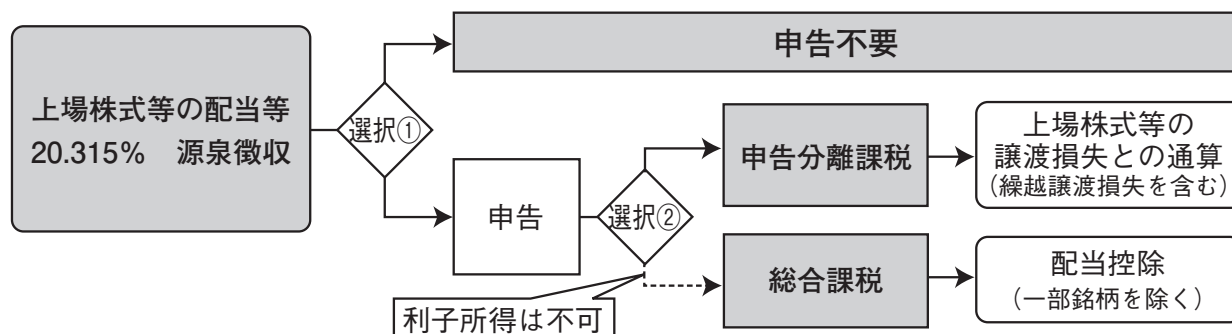 上場株式等の配当等
20.315%　源泉徴収
選択①
申告不要
申告
選択②
利子所得は不可
申告分離課税
上場株式等の
譲渡損失との通算
（繰越譲渡損失を含む）
総合課税
配当控除
（一部銘柄を除く）